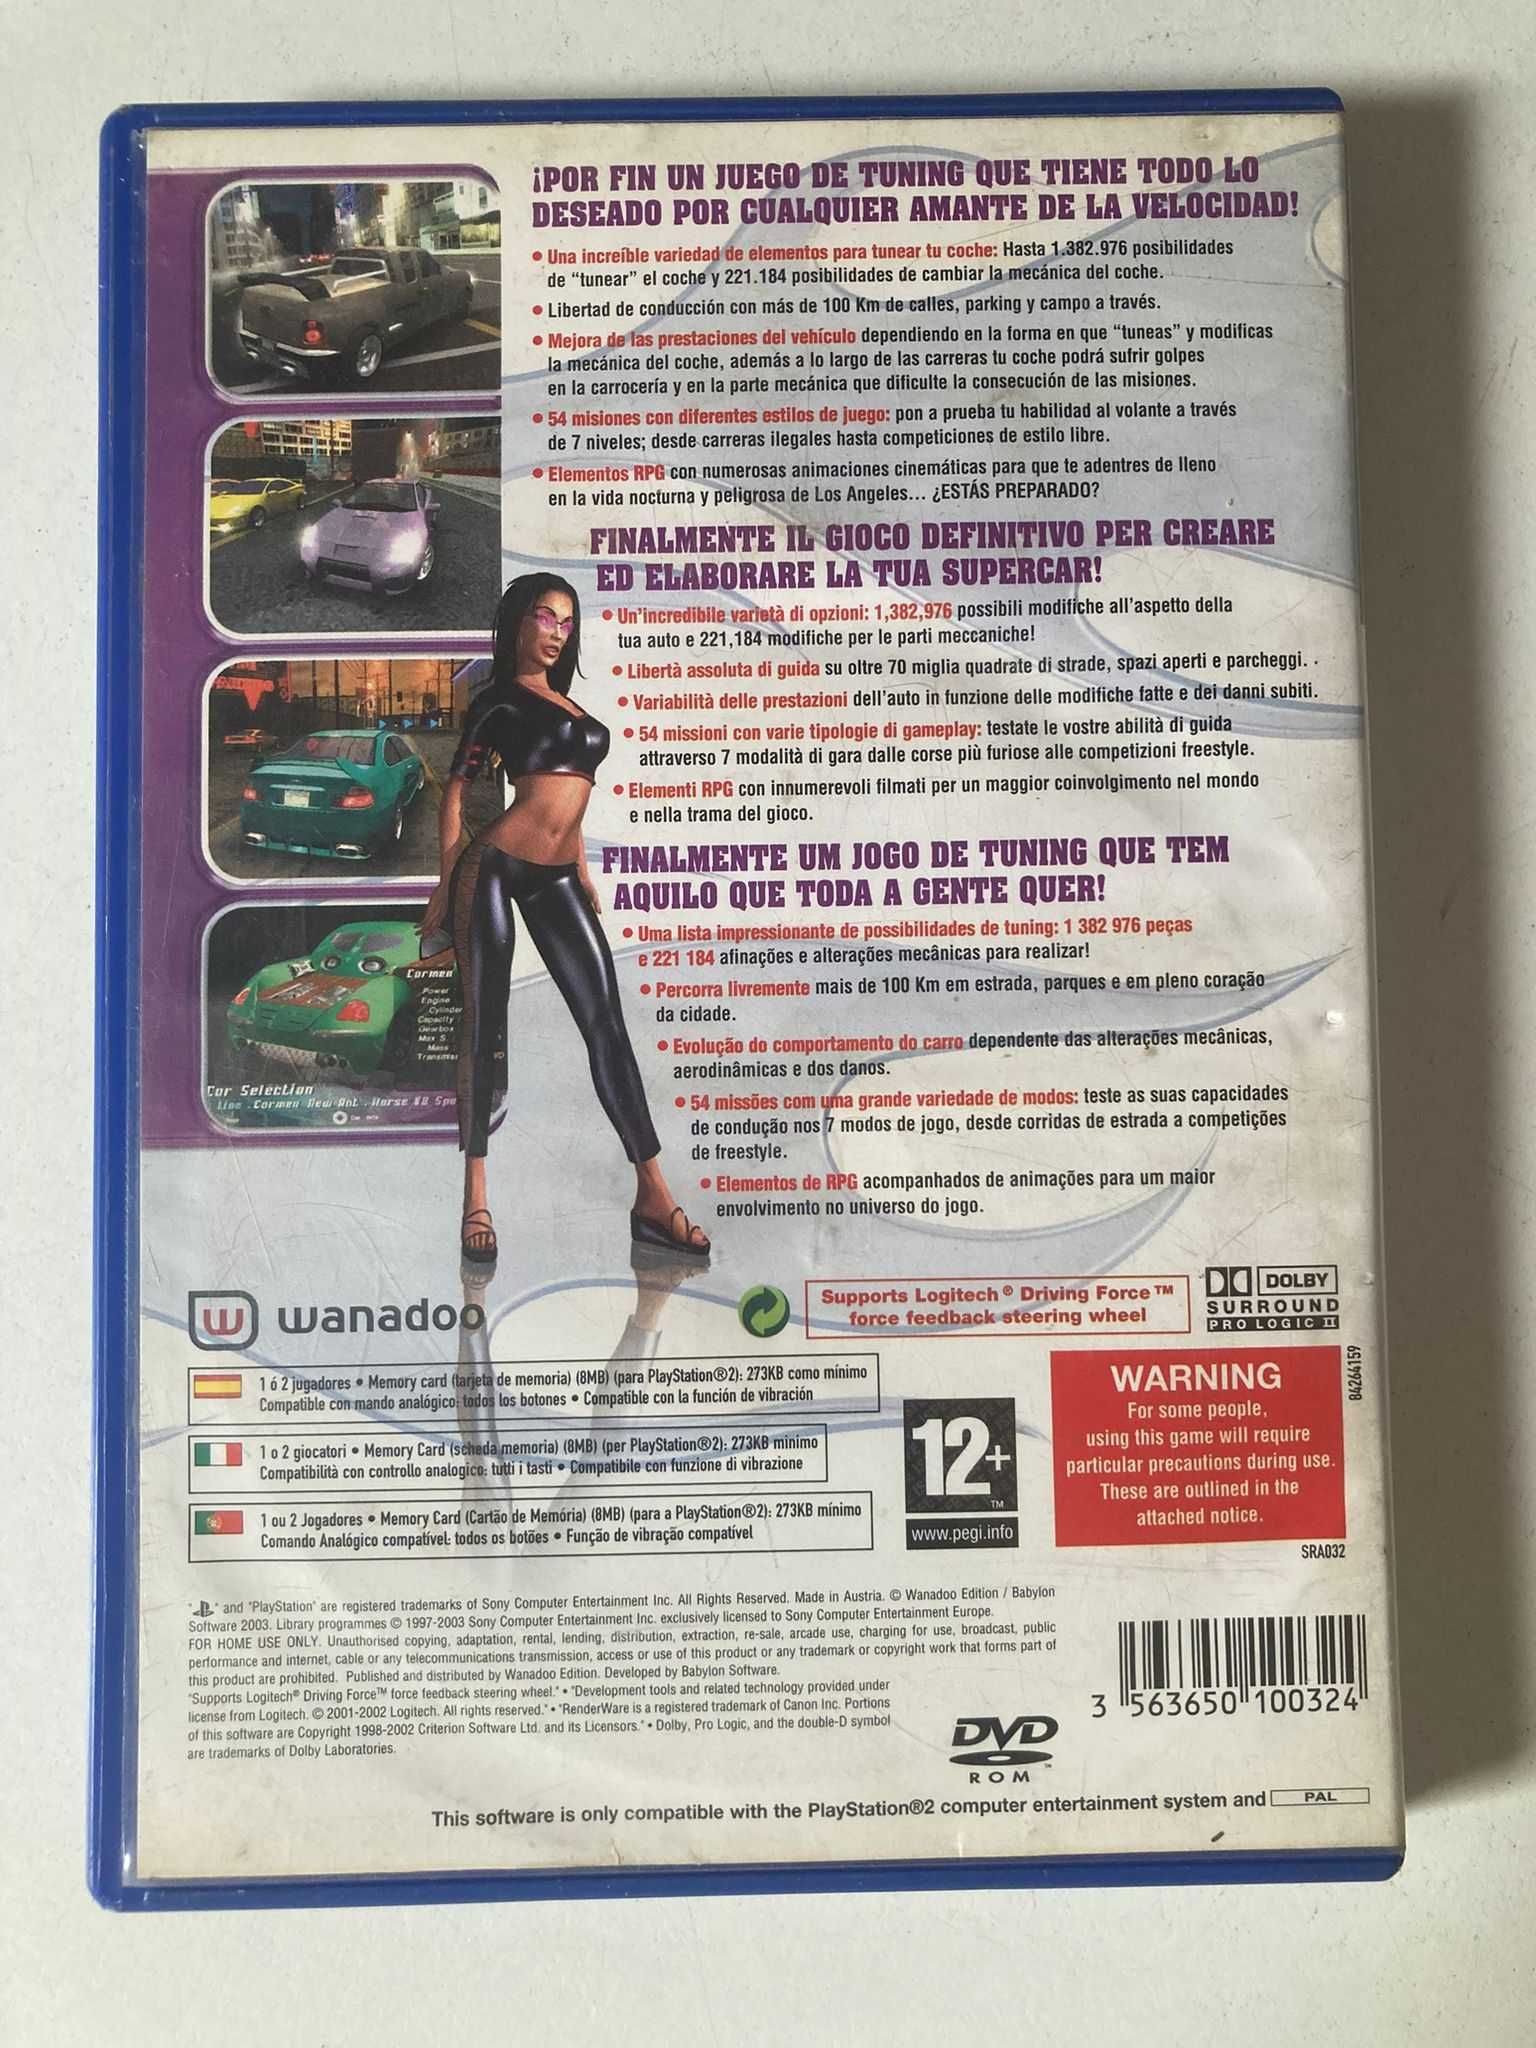 ¡POR FIN UN JUEGO DE TUNING QUE TIENE TODO LO
DESEADO POR CUALQUIER AMANTE DE LA VELOCIDAD!
• Una increíble variedad de elementos para tunear tu coche: Hasta 1.382.976 posibilidades
de “tunear” el coche y 221.184 posibilidades de cambiar la mecánica del coche.
• Libertad de conducción con más de 100 Km de calles, parking y campo a través.
• Mejora de las prestaciones del vehículo dependiendo en la forma en que “tuneas” y modificas
la mecánica del coche, además a lo largo de las carreras tu coche podrá sufrir golpes
en la carrocería y en la parte mecánica que dificulte la consecución de las misiones.
• 54 misiones con diferentes estilos de juego: pon a prueba tu habilidad al volante a través
de 7 niveles; desde carreras ilegales hasta competiciones de estilo libre.
• Elementos RPG con numerosas animaciones cinemáticas para que te adentres de lleno
en la vida nocturna y peligrosa de Los Angeles... ¿ESTÁS PREPARADO?
FINALMENTE IL GIOCO DEFINITIVO PER CREARE
ED ELABORARE LA TUA SUPERCAR!
• Un'incredibile varietà di opzioni: 1,382,976 possibili modifiche all'aspetto della
tua auto e 221,184 modifiche per le parti meccaniche!
• Libertà assoluta di guida su oltre 70 miglia quadrate di strade, spazi aperti e parcheggi. .
• Variabilità delle prestazioni dell'auto in funzione delle modifiche fatte e dei danni subiti.
• 54 missioni con varie tipologie di gameplay: testate le vostre abilità di guida
attraverso 7 modalità di gara dalle corse più furiose alle competizioni freestyle.
• Elementi RPG con innumerevoli filmati per un maggior coinvolgimento nel mondo
e nella trama del gioco.
FINALMENTE UM JOGO DE TUNING QUE TEM
AQUILO QUE TODA A GENTE QUER!
• Uma lista impressionante de possibilidades de tuning: 1 382 976 peças
e 221 184 afinações e alterações mecânicas para realizar!
• Percorra livremente mais de 100 Km em estrada, parques e em pleno coração
da cidade.
• Evolução do comportamento do carro dependente das alterações mecânicas,
aerodinâmicas e dos danos.
• 54 missões com uma grande variedade de modos: teste as suas capacidades
de condução nos 7 modos de jogo, desde corridas de estrada a competições
de freestyle.
• Elementos de RPG acompanhados de animações para um maior
envolvimento no universo do jogo.
Carmen
Power
Engine
Cylinder
Capacity
Gearbox
Max S
Mass
Transmis
Car Selection
Line .Carmen New Ant .Horse V8 Spo
w wanadoo
Supports Logitech® Driving Force™
force feedback steering wheel
DOLBY
SURROUND
PRO LOGIC II
1 ó 2 jugadores • Memory card (tarjeta de memoria) (8MB) (para PlayStation®2): 273KB como mínimo
Compatible con mando analógico: todos los botones • Compatible con la función de vibración
1 o 2 giocatori • Memory Card (scheda memoria) (8MB) (per PlayStation®2): 273KB minimo
Compatibilità con controllo analogico: tutti i tasti • Compatibile con funzione di vibrazione
1 ou 2 Jogadores • Memory Card (Cartão de Memória) (8MB) (para a PlayStation®2): 273KB mínimo
Comando Analógico compatível: todos os botões • Função de vibração compatível
12+
™
www.pegi.info
WARNING
For some people,
using this game will require
particular precautions during use.
These are outlined in the
attached notice.
84264159
SRA032
" " and "PlayStation" are registered trademarks of Sony Computer Entertainment Inc. All Rights Reserved. Made in Austria. © Wanadoo Edition / Babylon
Software 2003. Library programmes © 1997-2003 Sony Computer Entertainment Inc. exclusively licensed to Sony Computer Entertainment Europe.
FOR HOME USE ONLY. Unauthorised copying, adaptation, rental, lending, distribution, extraction, re-sale, arcade use, charging for use, broadcast, public
performance and internet, cable or any telecommunications transmission, access or use of this product or any trademark or copyright work that forms part of
this product are prohibited. Published and distributed by Wanadoo Edition. Developed by Babylon Software.
"Supports Logitech® Driving Force™ force feedback steering wheel." • "Development tools and related technology provided under
license from Logitech. © 2001-2002 Logitech. All rights reserved." • "RenderWare is a registered trademark of Canon Inc. Portions
of this software are Copyright 1998-2002 Criterion Software Ltd. and its Licensors." • Dolby, Pro Logic, and the double-D symbol
are trademarks of Dolby Laboratories.
DVD
ROM
3 563650 100324
This software is only compatible with the PlayStation®2 computer entertainment system and PAL